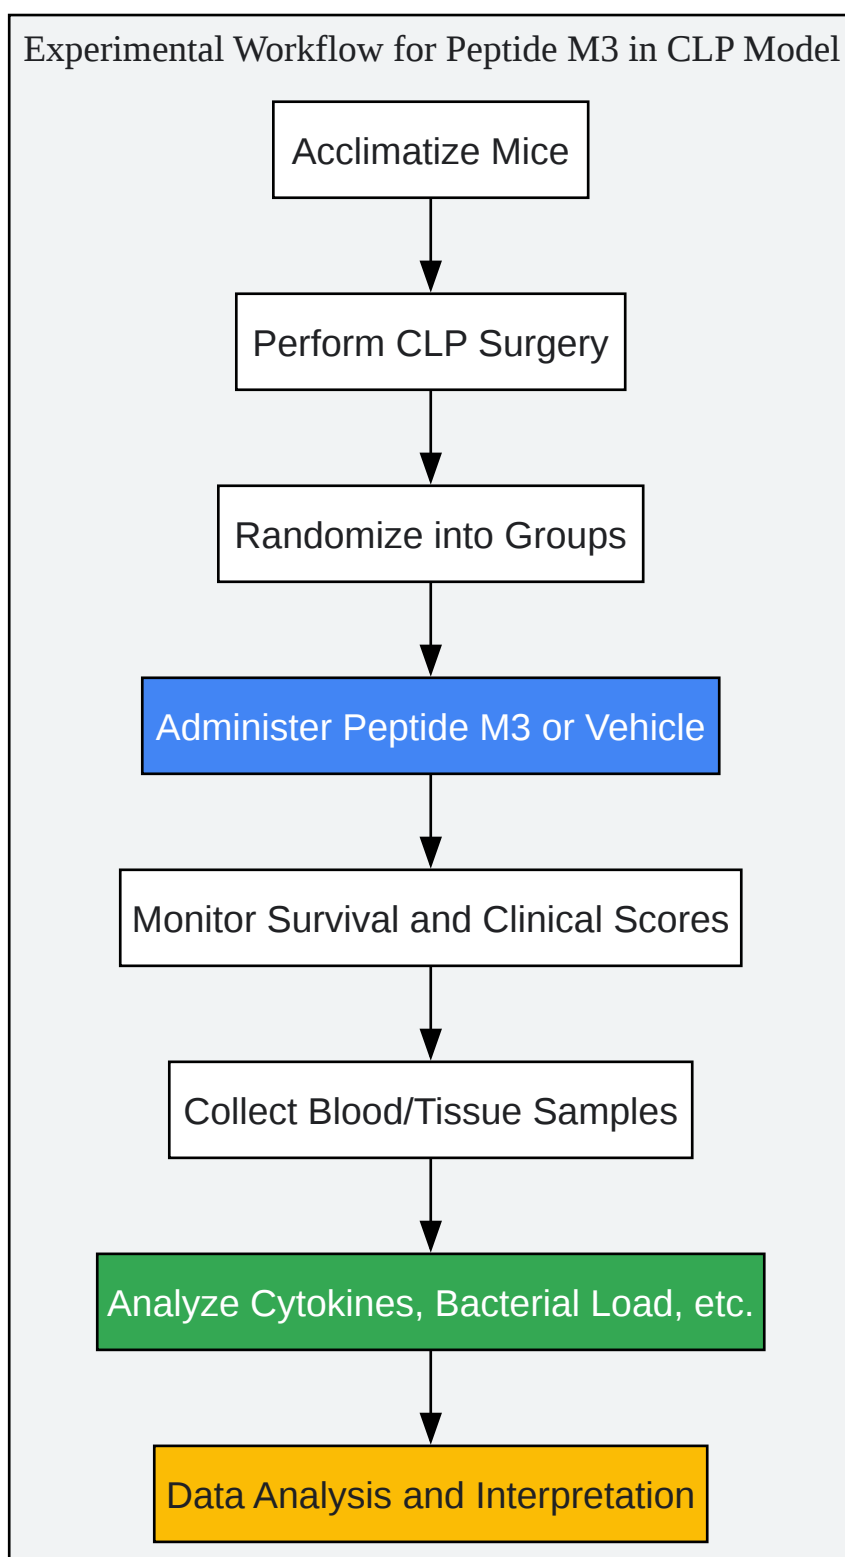 Experimental Workflow for Peptide M3 in CLP Model
Acclimatize Mice
Perform CLP Surgery
Randomize into Groups
Administer Peptide M3 or Vehicle
Monitor Survival and Clinical Scores
Collect Blood/Tissue Samples
Analyze Cytokines, Bacterial Load, etc.
Data Analysis and Interpretation